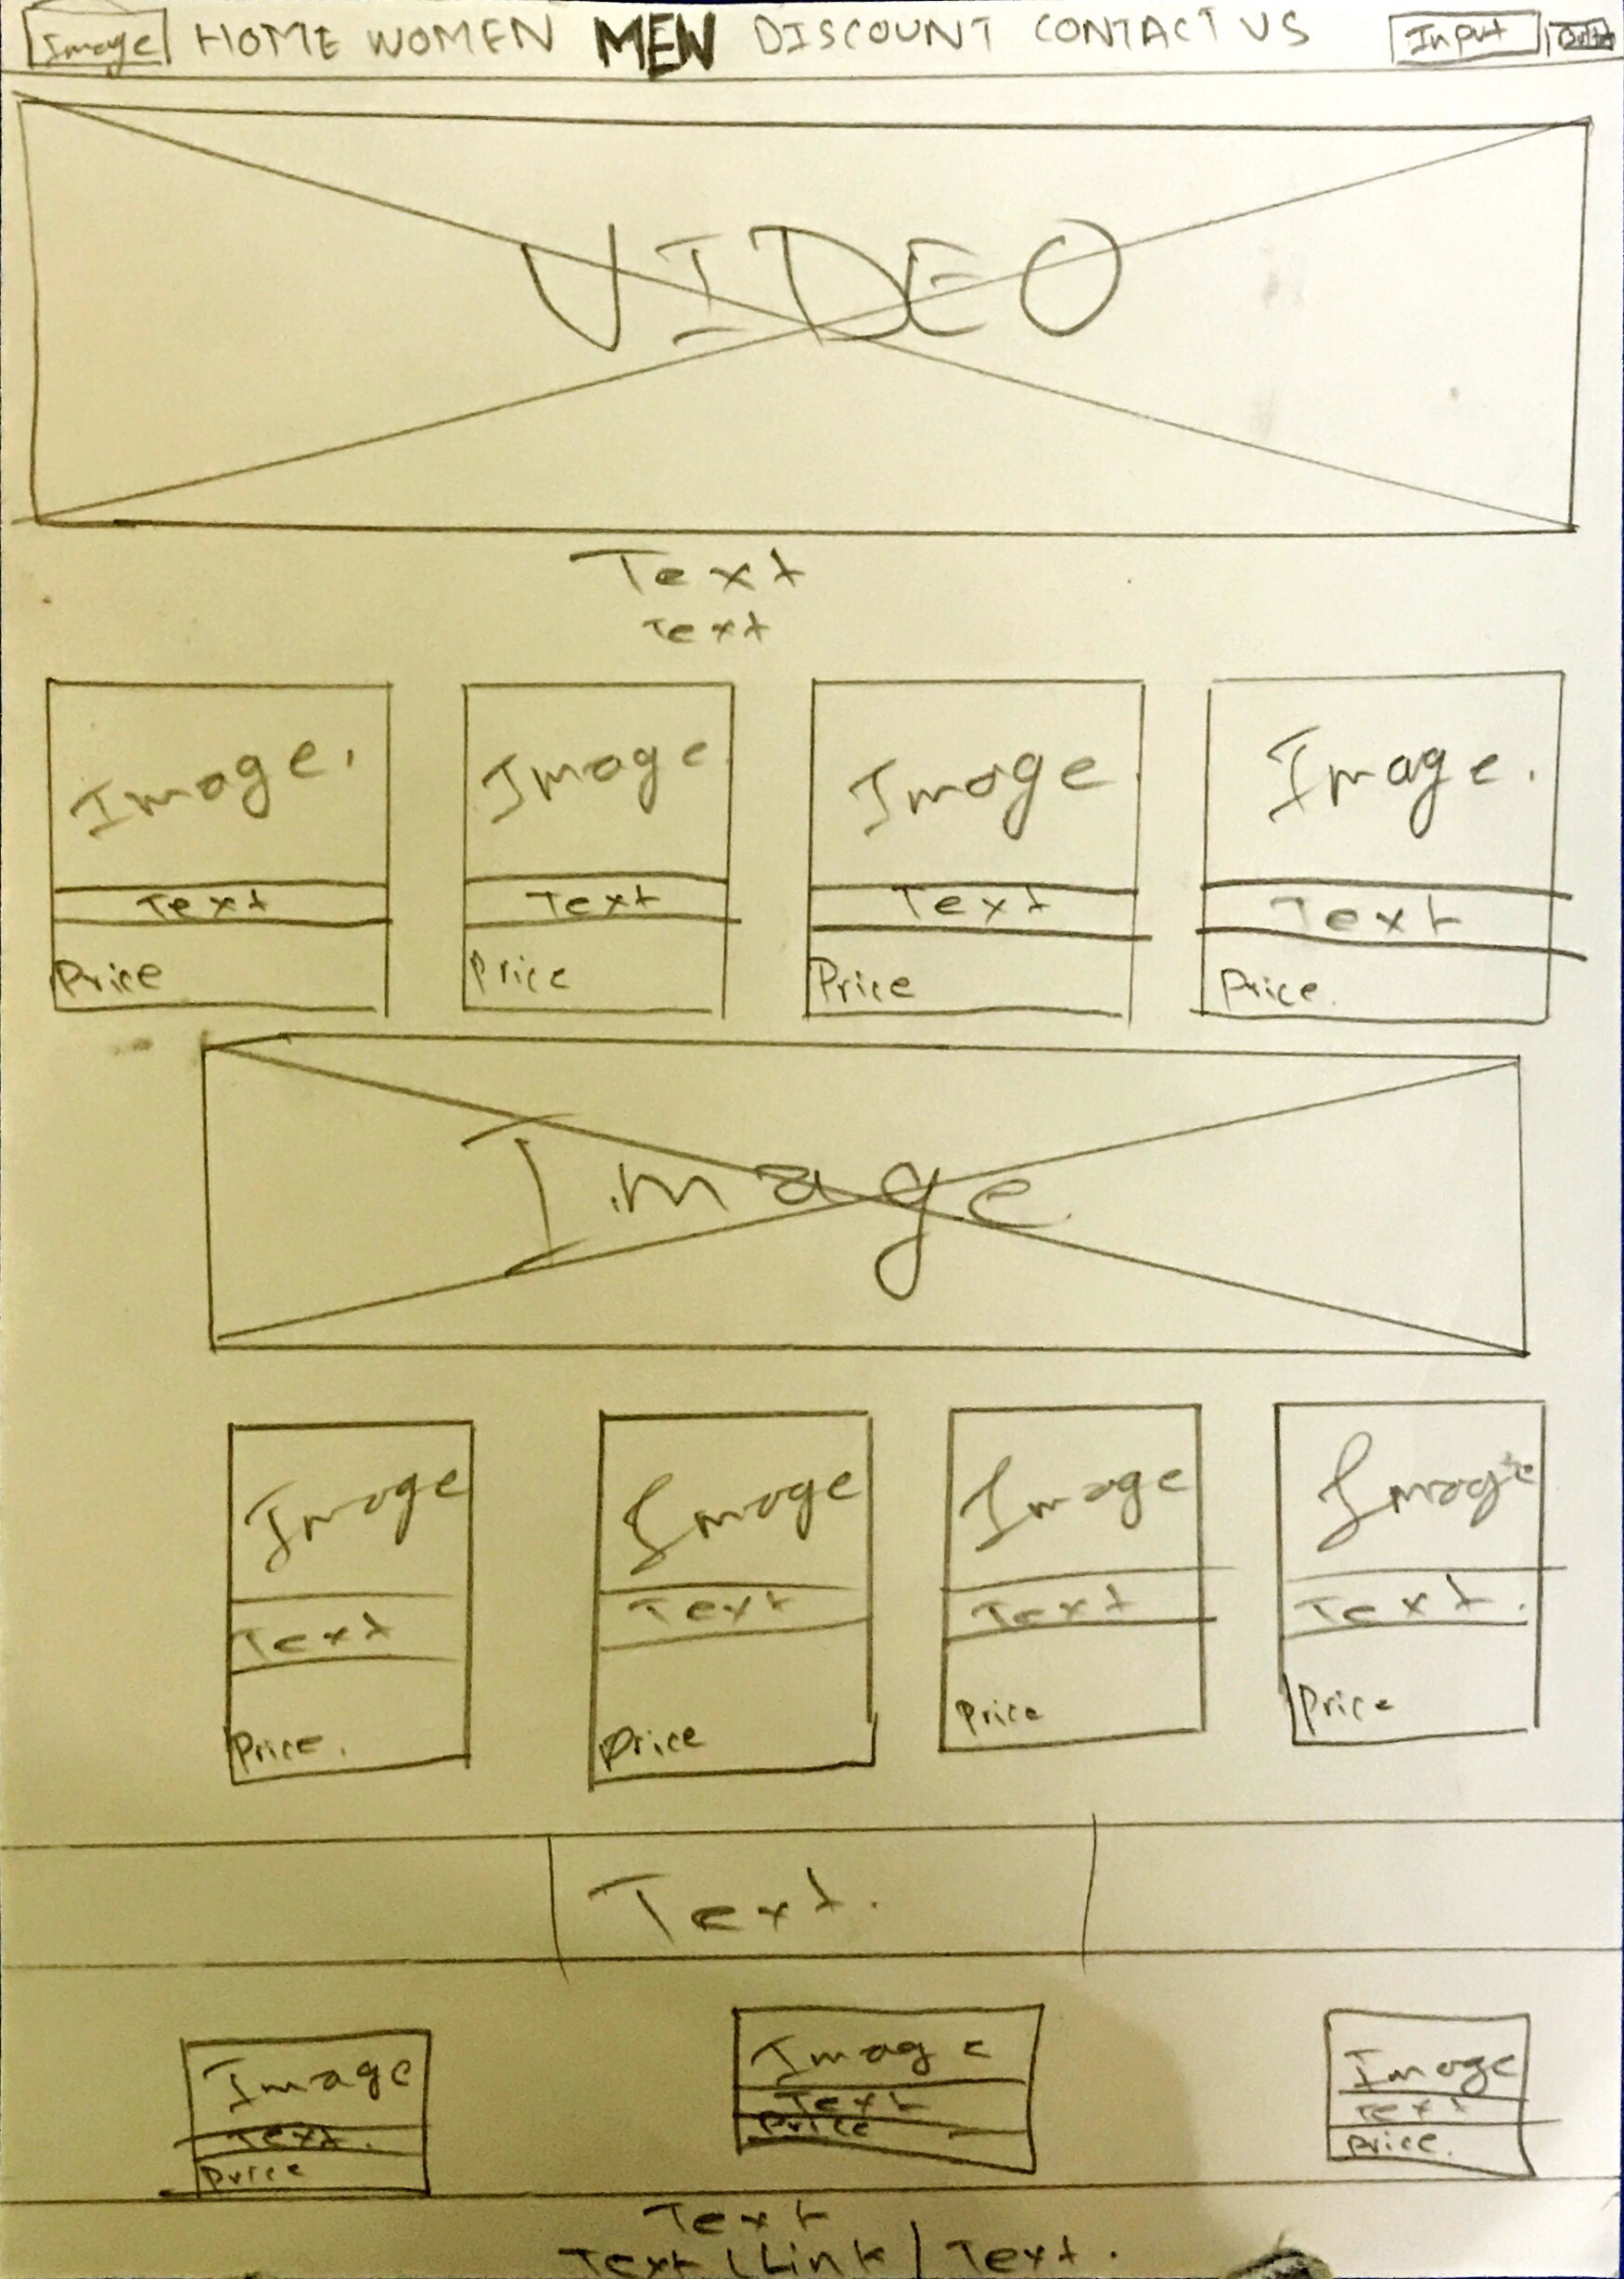 Image HOME WOMEN MEN DISCOUNT CONTACT US Input
VIDEO
Text
Text
Image. Image Image Image.
Text Text Text Text
Price Price Price Price.
Image
Image Image Image Image
Text Text Text Text.
Price. Price Price Price
Text.
Image Image Image
Text. Text Text
Price Price Price.
Text
Text | Link | Text.